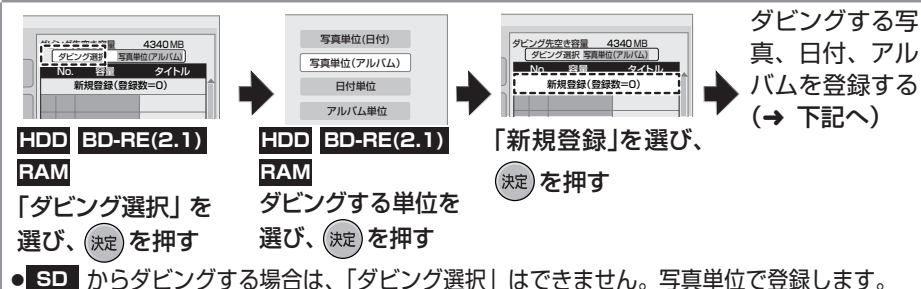 ダビング先空き容量 4340MB
ダビング選択 写真単位(アルバム)
No. 容量 タイトル
新規登録(登録数=0)
HDD BD-RE(2.1)
RAM
「ダビング選択」を
選び、決定を押す
写真単位(日付)
写真単位(アルバム)
日付単位
アルバム単位
HDD BD-RE(2.1)
RAM
ダビングする単位を
選び、決定を押す
ダビング先空き容量 4340MB
ダビング選択 写真単位(アルバム)
No. 容量 タイトル
新規登録(登録数=0)
「新規登録」を選び、
決定を押す
ダビングする写
真、日付、アル
バムを登録する
(➜ 下記へ)
●SD からダビングする場合は、「ダビング選択」はできません。写真単位で登録します。